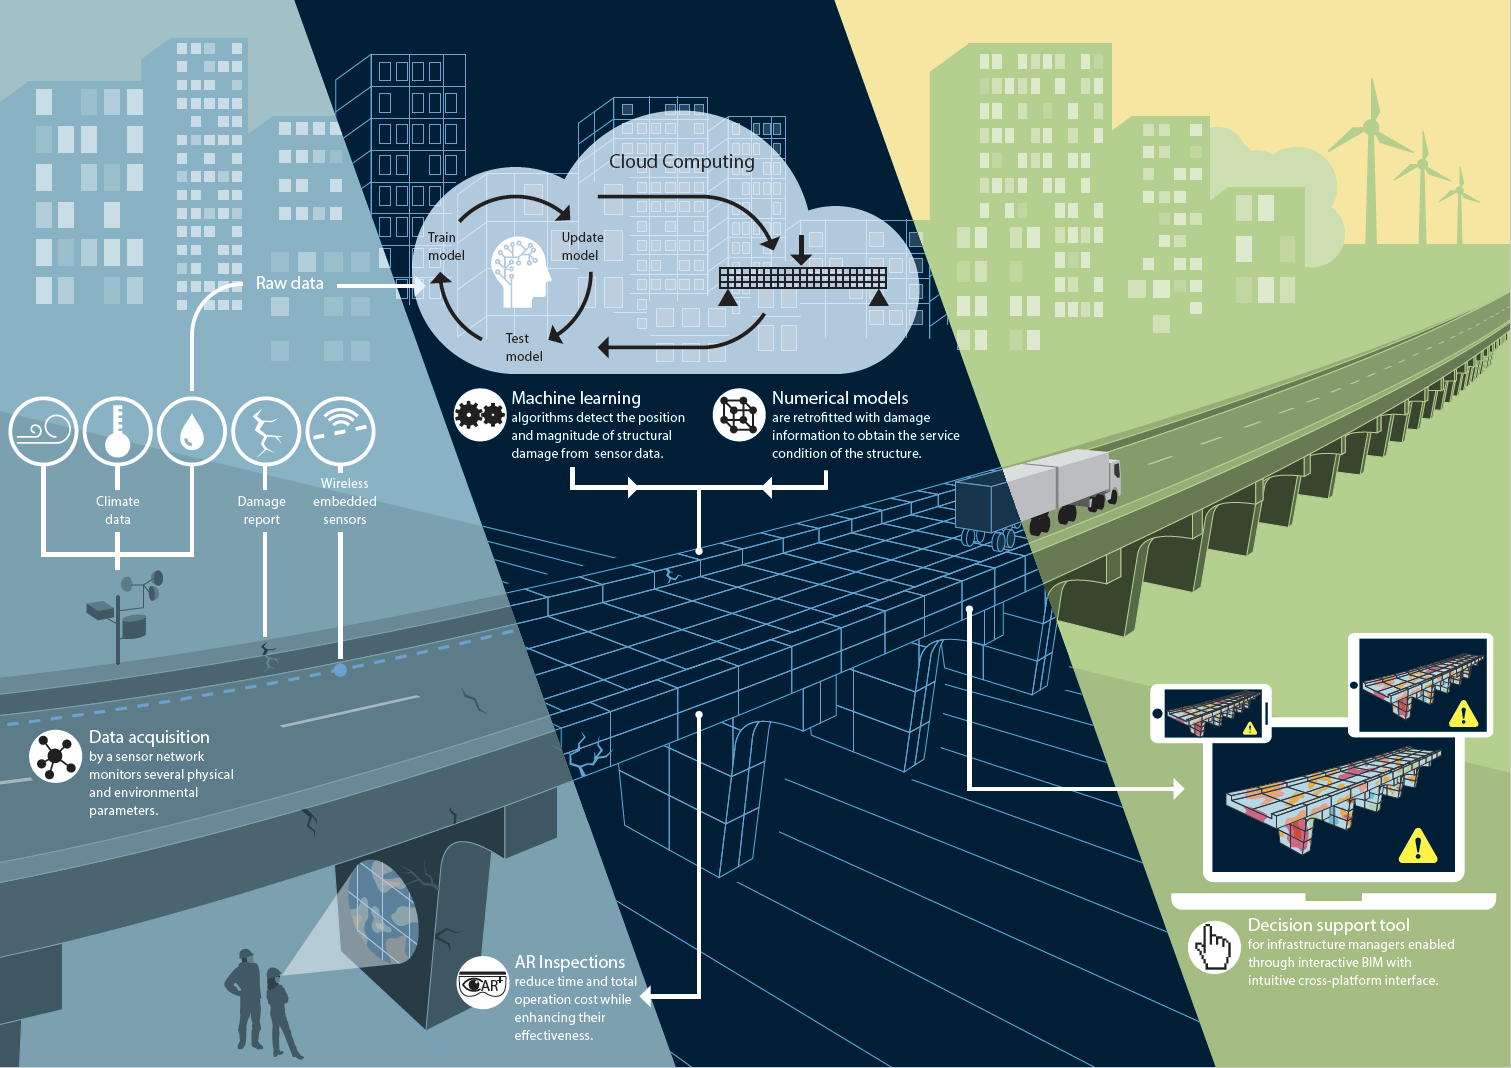 Cloud Computing
Train
model
Update
model
Test
model
Raw data
Machine learning
algorithms detect the position
and magnitude of structural
damage from sensor data.
Numerical models
are retrofitted with damage
information to obtain the service
condition of the structure.
Climate
data
Damage
report
Wireless
embedded
sensors
Data acquisition
by a sensor network
monitors several physical
and environmental
parameters.
AR+
AR Inspections
reduce time and total
operation cost while
enhancing their
effectiveness.
!
!
!
Decision support tool
for infrastructure managers enabled
through interactive BIM with
intuitive cross-platform interface.